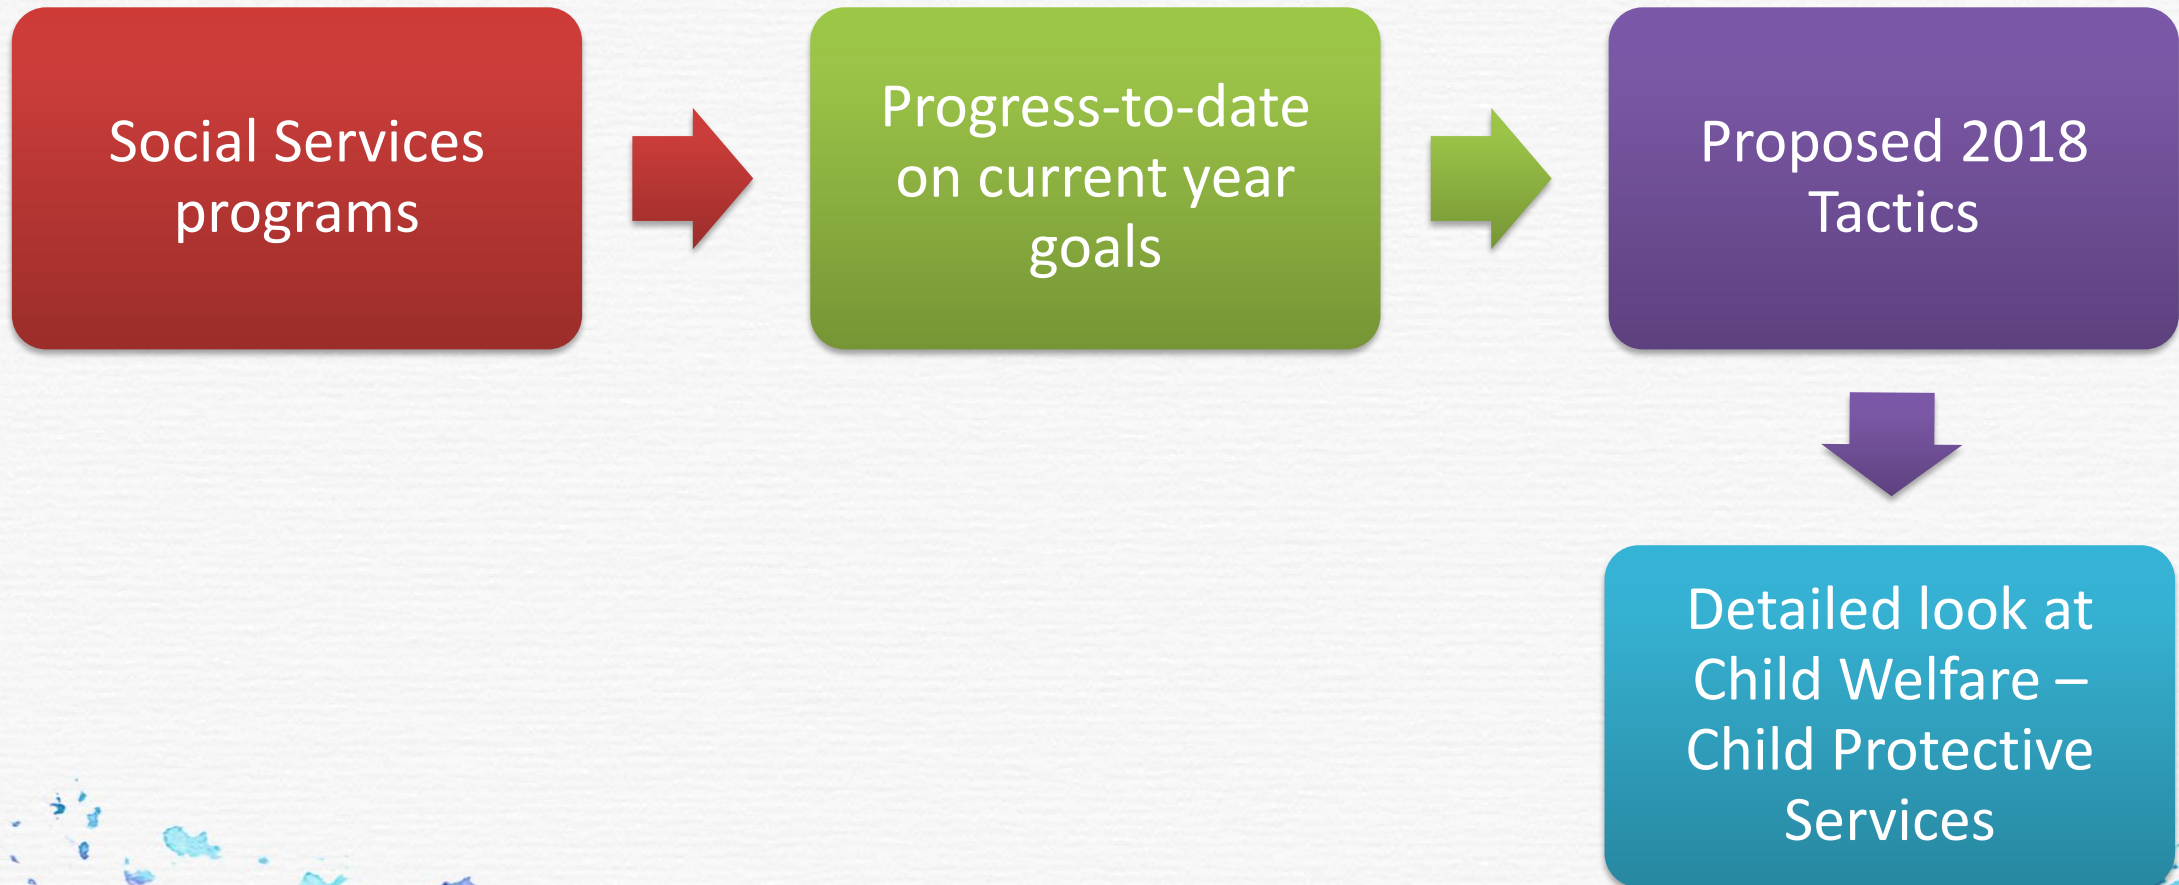 Social Services
programs
Progress-to-date
on current year
goals
Proposed 2018
Tactics
Detailed look at
Child Welfare –
Child Protective
Services